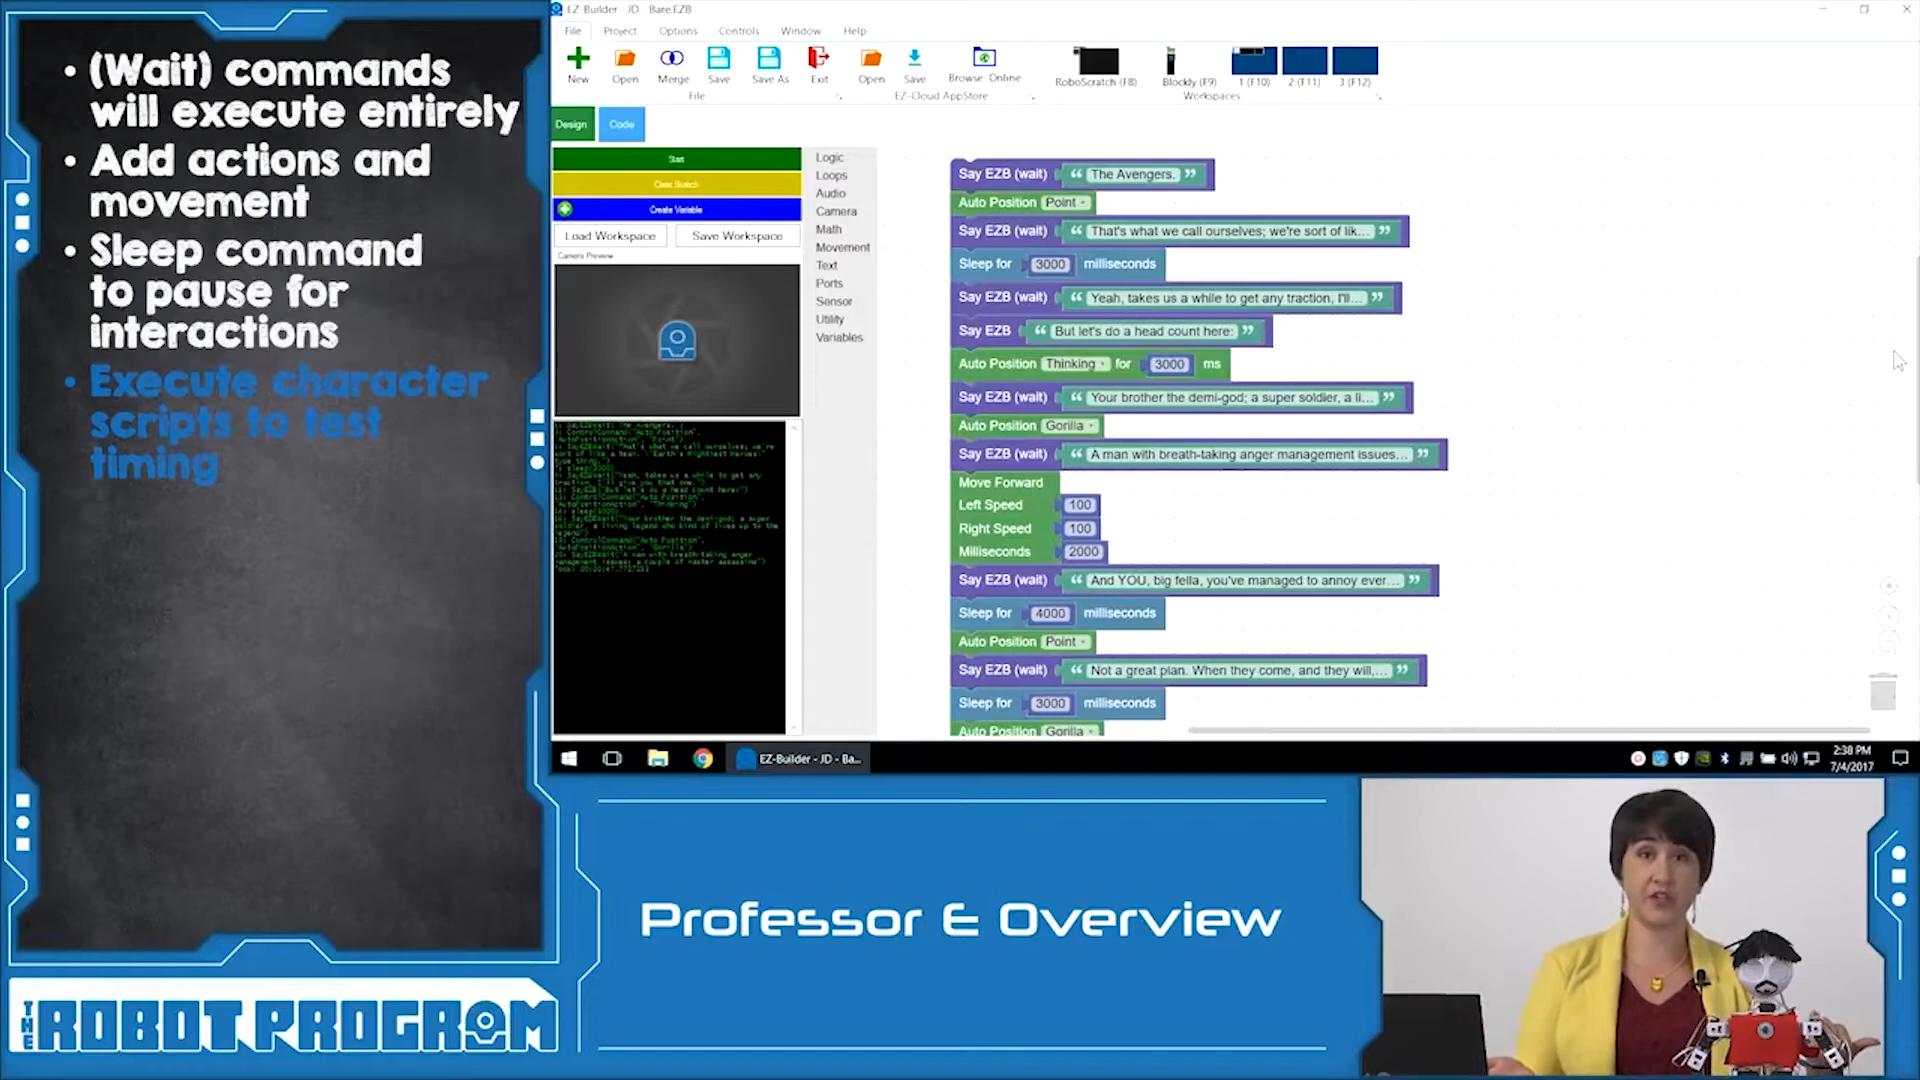 • (Wait) commands
will execute entirely
• Add actions and
movement
• Sleep command
to pause for
interactions
• Execute character
scripts to test
timing
THE ROBOT PROGRAM
EZ-Builder - JD - Bare.EZB
File Project Options Controls Window Help
New Open Merge Save Save As Exit Open Save Browse Online RoboScratch (F8) Blockly (F9) 1 (F10) 2 (F11) 3 (F12)
File EZ-Cloud AppStore Workspaces
Design Code
Start
Clear Sketch
Create Variable
Load Workspace Save Workspace
Camera Preview
Logic
Loops
Audio
Camera
Math
Movement
Text
Ports
Sensor
Utility
Variables
Say EZB (wait) “ The Avengers. ”
Auto Position Point
Say EZB (wait) “ That's what we call ourselves; we're sort of lik... ”
Sleep for 3000 milliseconds
Say EZB (wait) “ Yeah, takes us a while to get any traction, I'll... ”
Say EZB “ But let's do a head count here: ”
Auto Position Thinking for 3000 ms
Say EZB (wait) “ Your brother the demi-god; a super soldier, a li... ”
Auto Position Gorilla
Say EZB (wait) “ A man with breath-taking anger management issues... ”
Move Forward
Left Speed 100
Right Speed 100
Milliseconds 2000
Say EZB (wait) “ And YOU, big fella, you've managed to annoy ever... ”
Sleep for 4000 milliseconds
Auto Position Point
Say EZB (wait) “ Not a great plan. When they come, and they will,... ”
Sleep for 3000 milliseconds
Auto Position Gorilla
EZ-Builder - JD - Ba...
2:38 PM
7/4/2017
Professor E Overview